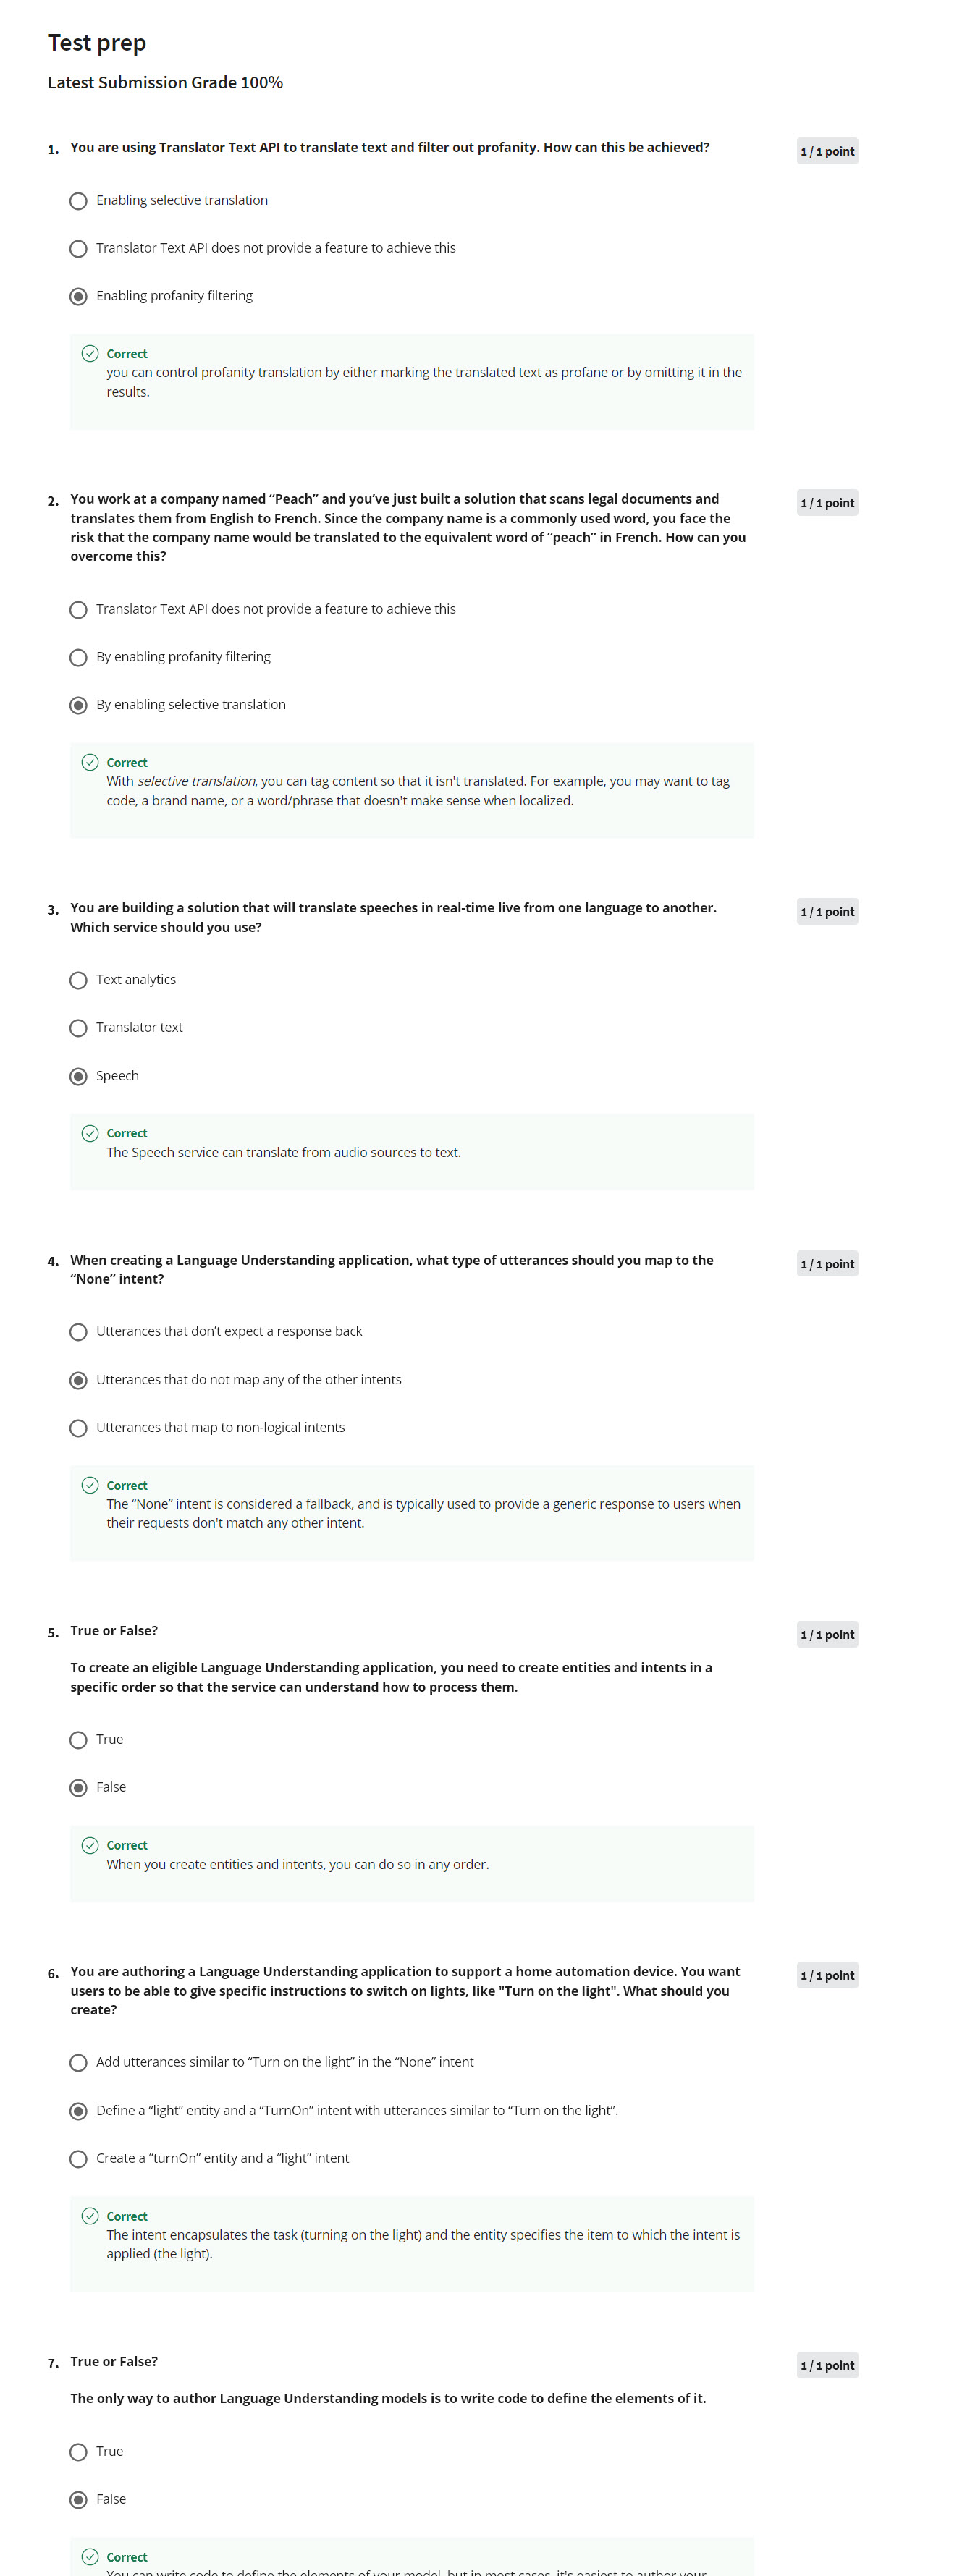 Test prep
Latest Submission Grade 100%
1. You are using Translator Text API to translate text and filter out profanity. How can this be achieved?
1 / 1 point
Enabling selective translation
Translator Text API does not provide a feature to achieve this
Enabling profanity filtering
Correct
you can control profanity translation by either marking the translated text as profane or by omitting it in the
results.
2. You work at a company named “Peach” and you’ve just built a solution that scans legal documents and
translates them from English to French. Since the company name is a commonly used word, you face the
risk that the company name would be translated to the equivalent word of “peach” in French. How can you
overcome this?
1 / 1 point
Translator Text API does not provide a feature to achieve this
By enabling profanity filtering
By enabling selective translation
Correct
With selective translation, you can tag content so that it isn't translated. For example, you may want to tag
code, a brand name, or a word/phrase that doesn't make sense when localized.
3. You are building a solution that will translate speeches in real-time live from one language to another.
Which service should you use?
1 / 1 point
Text analytics
Translator text
Speech
Correct
The Speech service can translate from audio sources to text.
4. When creating a Language Understanding application, what type of utterances should you map to the
“None” intent?
1 / 1 point
Utterances that don’t expect a response back
Utterances that do not map any of the other intents
Utterances that map to non-logical intents
Correct
The “None” intent is considered a fallback, and is typically used to provide a generic response to users when
their requests don't match any other intent.
5. True or False?
1 / 1 point
To create an eligible Language Understanding application, you need to create entities and intents in a
specific order so that the service can understand how to process them.
True
False
Correct
When you create entities and intents, you can do so in any order.
6. You are authoring a Language Understanding application to support a home automation device. You want
users to be able to give specific instructions to switch on lights, like "Turn on the light". What should you
create?
1 / 1 point
Add utterances similar to “Turn on the light” in the “None” intent
Define a “light” entity and a “TurnOn” intent with utterances similar to “Turn on the light”.
Create a “turnOn” entity and a “light” intent
Correct
The intent encapsulates the task (turning on the light) and the entity specifies the item to which the intent is
applied (the light).
7. True or False?
1 / 1 point
The only way to author Language Understanding models is to write code to define the elements of it.
True
False
Correct
You can write code to define the elements of your model, but in most cases, it's easiest to author your